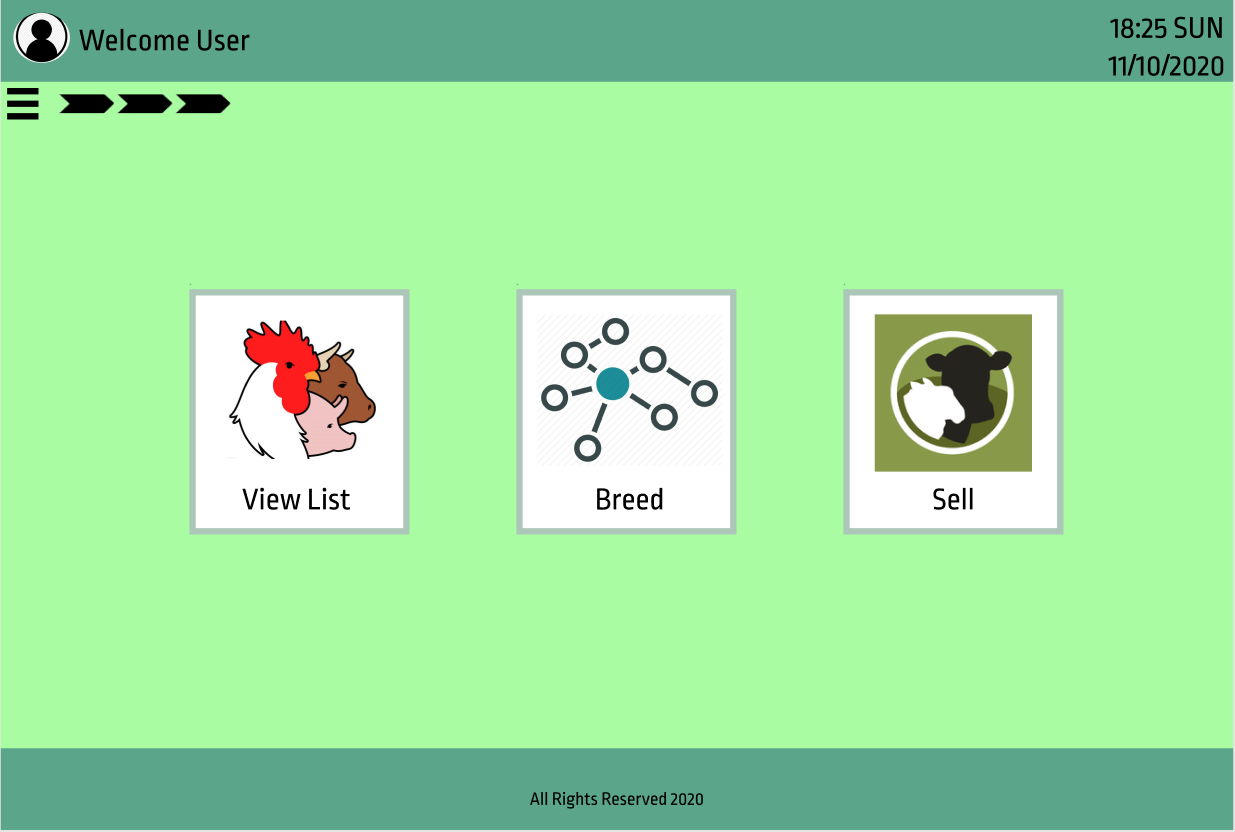 Welcome User
18:25 SUN
11/10/2020
View List
Breed
Sell
All Rights Reserved 2020